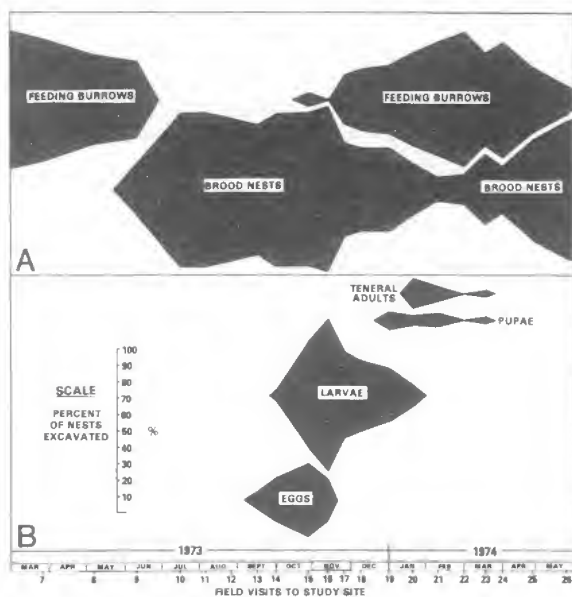 FEEDING BURROWS
FEEDING BURROWS
BROOD NESTS
BROOD NESTS
A
TENERAL
ADULTS
PUPAE
100
90
80
70
60
50
40
30
20
10
%
SCALE
PERCENT
OF NESTS
EXCAVATED
LARVAE
EGGS
B
1973
1974
MAR APR MAY JUN JUL AUG SEPT OCT NOV DEC JAN FEB MAR APR MAY
7 8 9 10 11 12 13 14 15 16 17 18 19 20 21 22 23 24 25 26
FIELD VISITS TO STUDY SITE